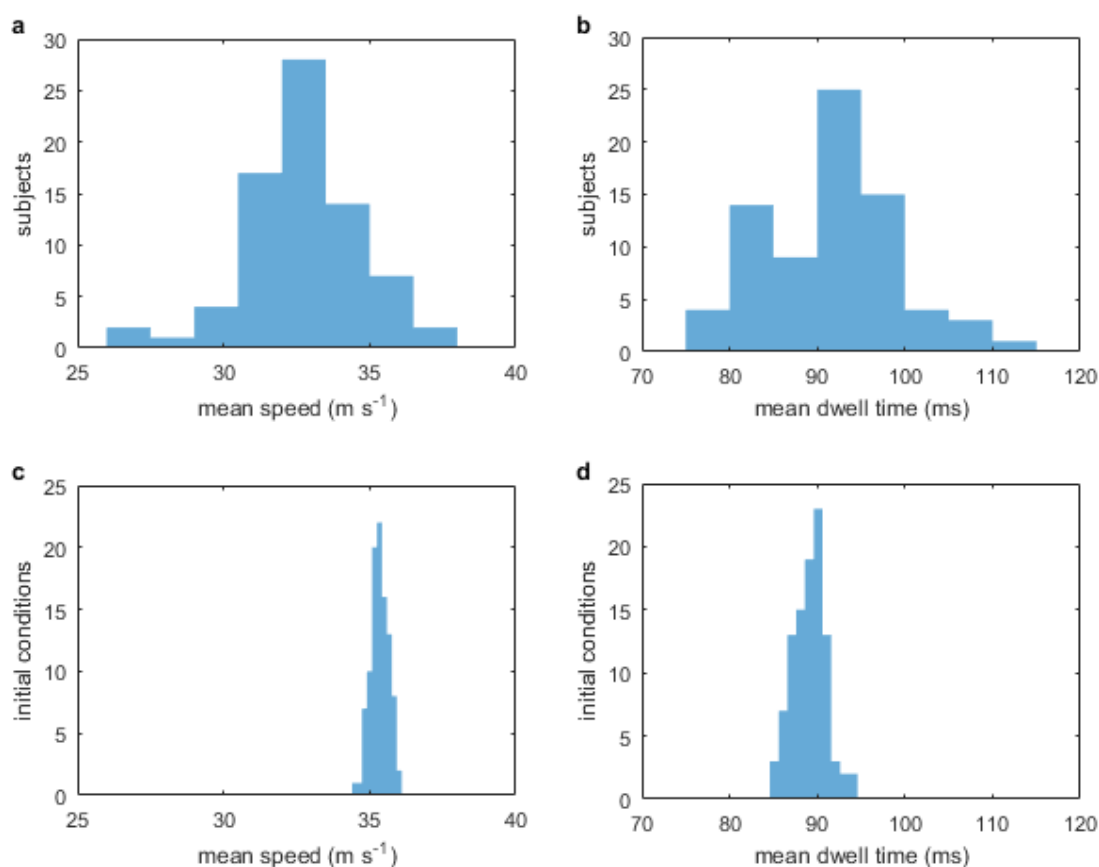 a
30
25
20
15
10
5
0
subjects
25 30 35 40
mean speed (m s⁻¹)
b
30
25
20
15
10
5
0
subjects
70 80 90 100 110 120
mean dwell time (ms)
c
25
20
15
10
5
0
initial conditions
25 30 35 40
mean speed (m s⁻¹)
d
25
20
15
10
5
0
initial conditions
70 80 90 100 110 120
mean dwell time (ms)